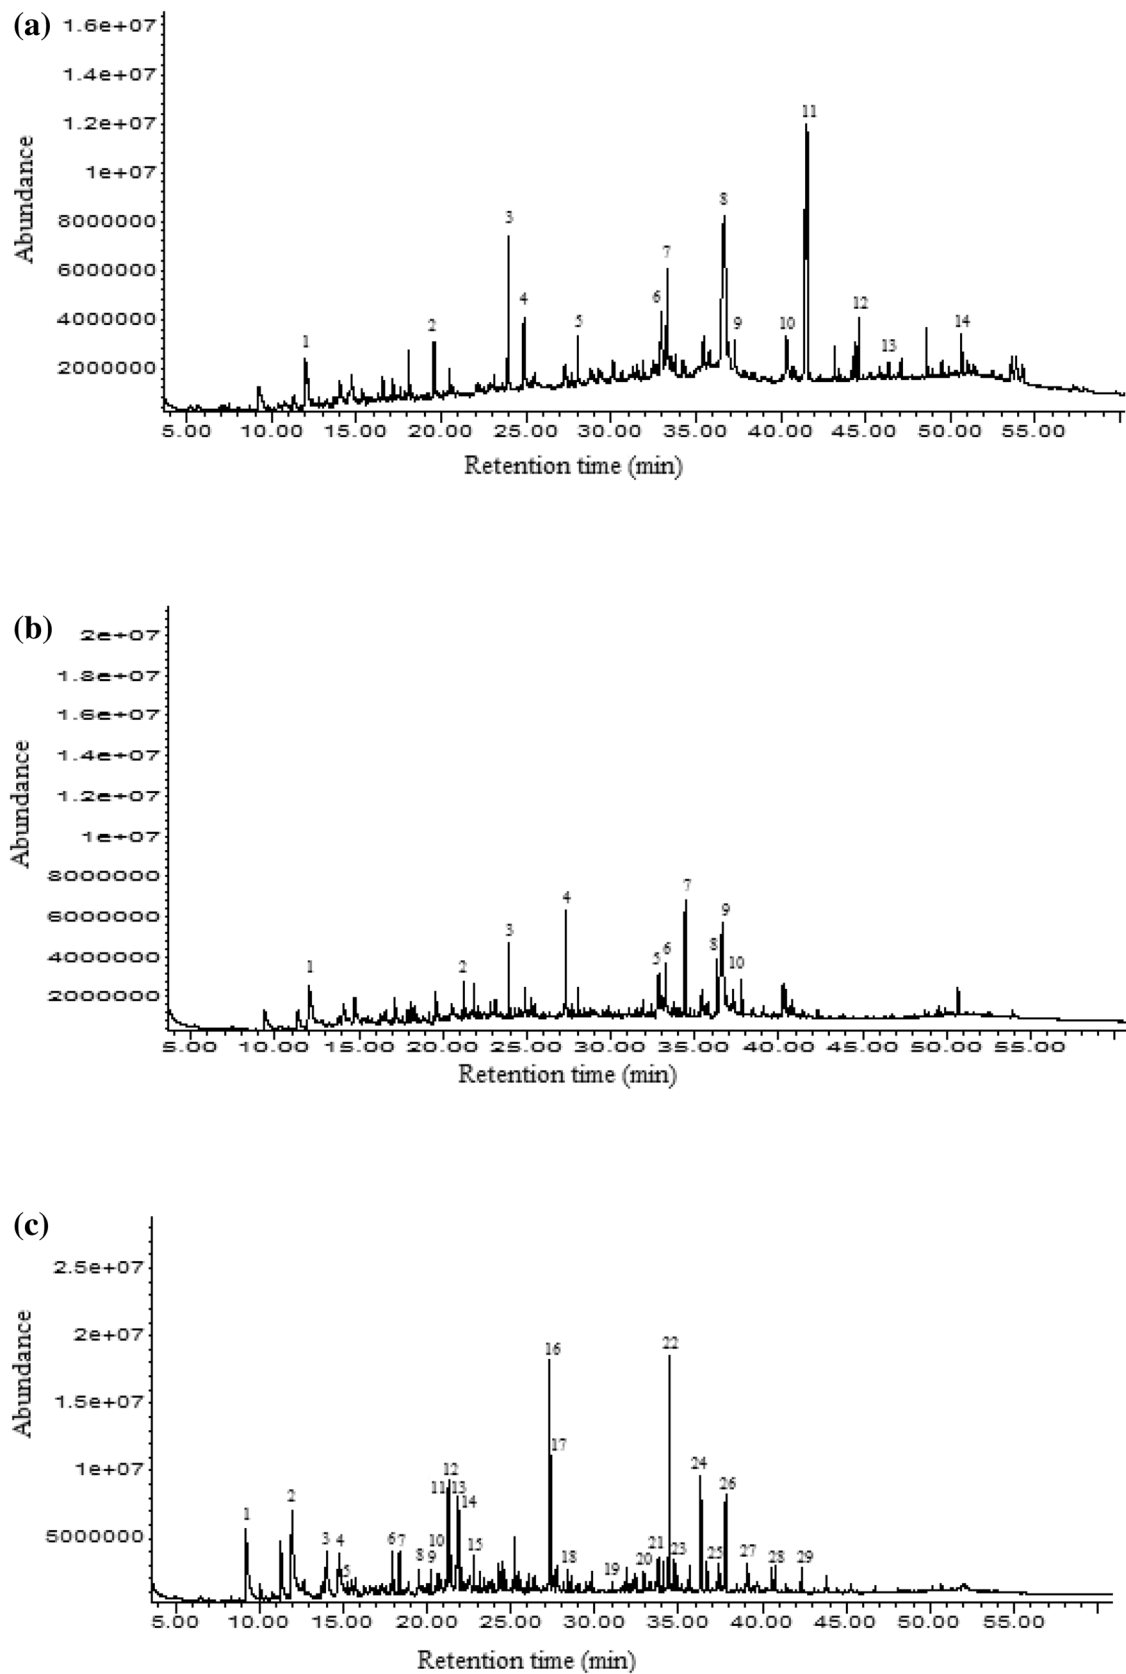 (a)
1.6e+07
1.4e+07
1.2e+07
1e+07
8000000
6000000
4000000
2000000
Abundance
1 2 3 4 5 6 7 8 9 10 11 12 13 14
5.00 10.00 15.00 20.00 25.00 30.00 35.00 40.00 45.00 50.00 55.00
Retention time (min)
(b)
2e+07
1.8e+07
1.6e+07
1.4e+07
1.2e+07
1e+07
8000000
6000000
4000000
2000000
Abundance
1 2 3 4 5 6 7 8 9 10
5.00 10.00 15.00 20.00 25.00 30.00 35.00 40.00 45.00 50.00 55.00
Retention time (min)
(c)
2.5e+07
2e+07
1.5e+07
1e+07
5000000
Abundance
1 2 3 4 5 6 7 8 9 10 11 12 13 14 15 16 17 18 19 20 21 22 23 24 25 26 27 28 29
5.00 10.00 15.00 20.00 25.00 30.00 35.00 40.00 45.00 50.00 55.00
Retention time (min)